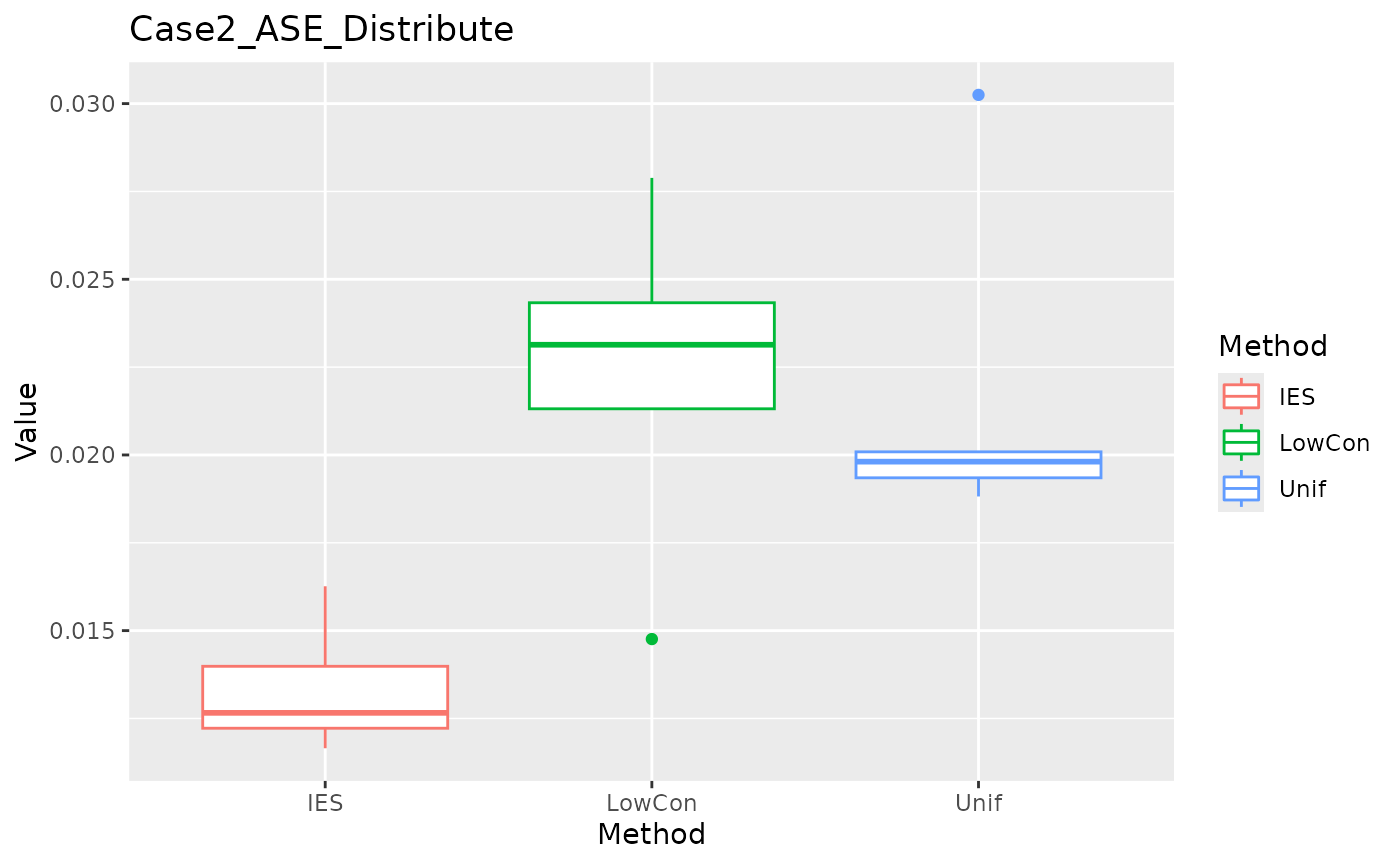 Case2_ASE_Distribute
0.030
0.025
0.020
0.015
Value
IES
LowCon
Unif
Method
Method
IES
LowCon
Unif